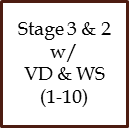 Stage 3 & 2
w/
VD & WS
(1-10)